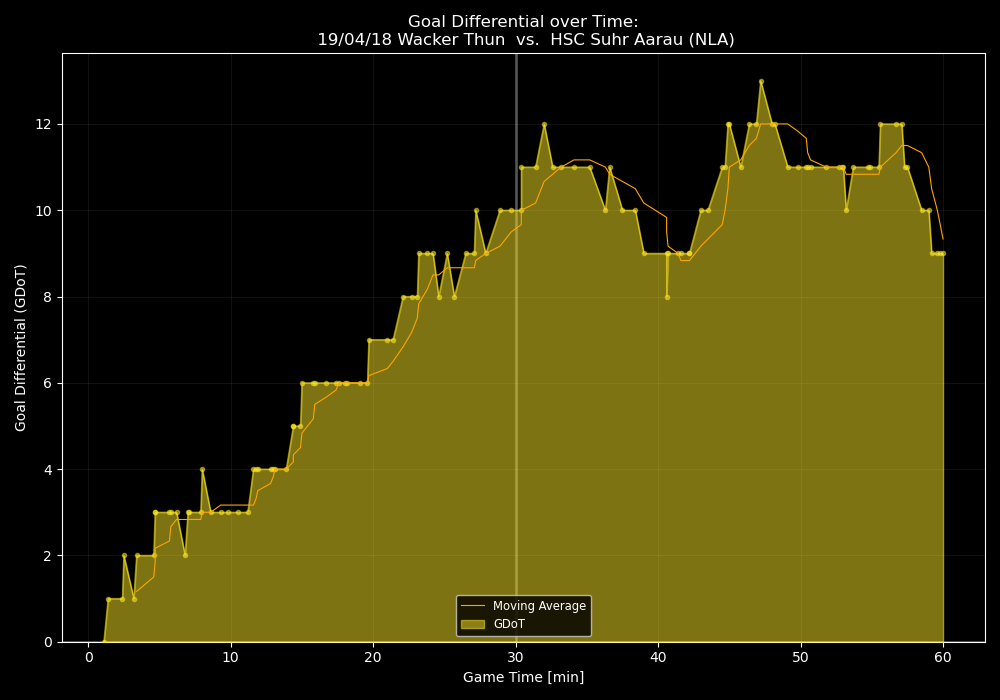 Goal Differential over Time:
19/04/18 Wacker Thun  vs.  HSC Suhr Aarau (NLA)
Goal Differential (GDoT)
12
10
8
6
4
2
0
Moving Average
GDoT
0 10 20 30 40 50 60
Game Time [min]